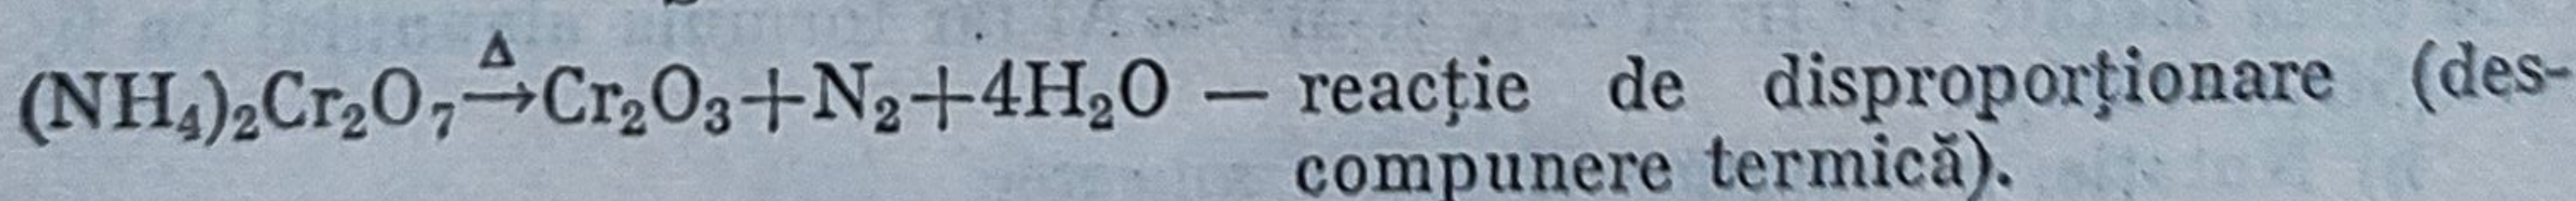 (NH₄)₂Cr₂O₇ →^Δ Cr₂O₃+N₂+4H₂O — reacție de disproporționare (des-
compunere termică).